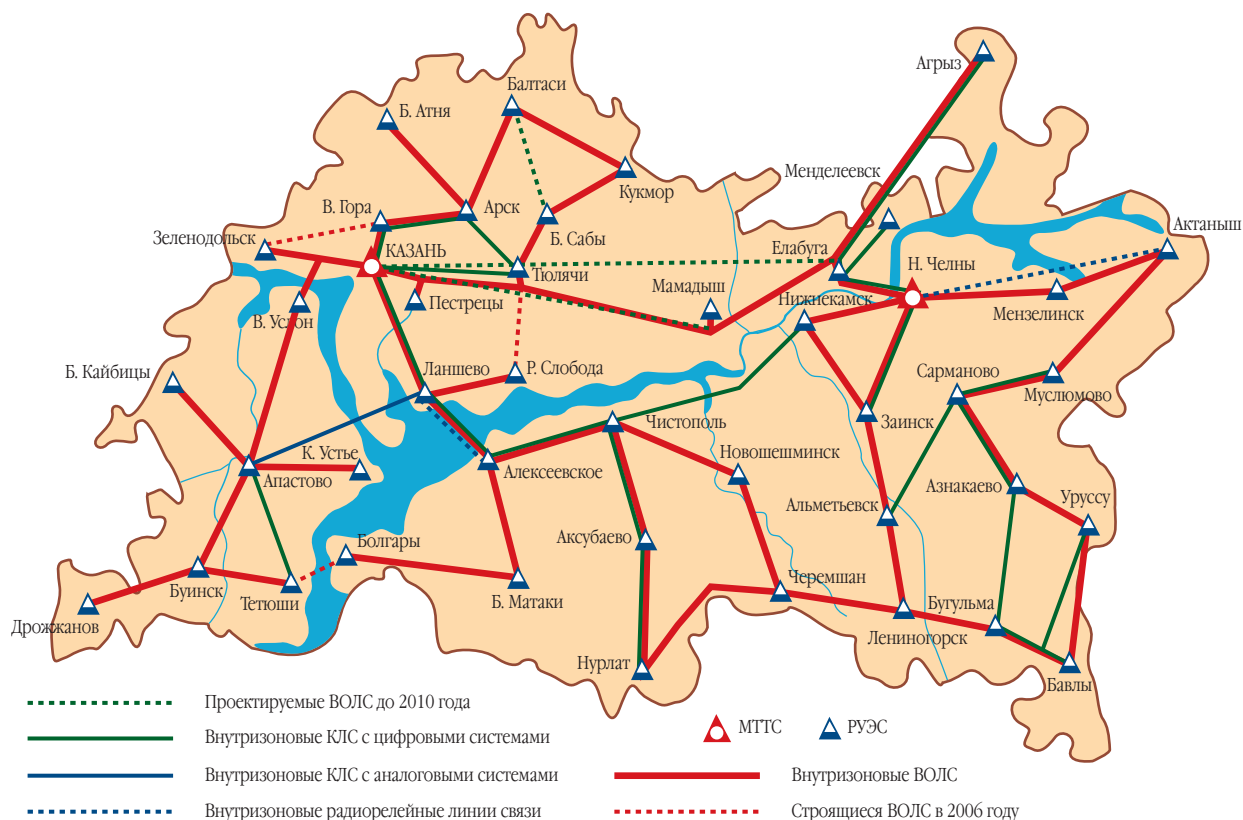 Агрыз
Балтаси
Б. Атня
Менделеевск
Кукмор
В. Гора
Арск
Зеленодольск
КАЗАНЬ
Б. Сабы
Актаныш
Елабуга
Тюлячи
Н. Челны
Мамадыш
Нижнекамск
Пестрецы
Мензелинск
В. Услон
Б. Кайбицы
Лаишево
Р. Слобода
Сарманово
Муслюмово
Чистополь
Заинск
К. Устье
Новошешминск
Апастово
Алексеевское
Азнакаево
Уруссу
Альметьевск
Аксубаево
Болгары
Черемшан
Буинск
Тетюши
Б. Матаки
Бугульма
Дрожжанов
Лениногорск
Нурлат
Бавлы
Проектируемые ВОЛС до 2010 года
Внутризоновые КЛС с цифровыми системами
МТТС
РУЭС
Внутризоновые КЛС с аналоговыми системами
Внутризоновые ВОЛС
Внутризоновые радиорелейные линии связи
Строящиеся ВОЛС в 2006 году